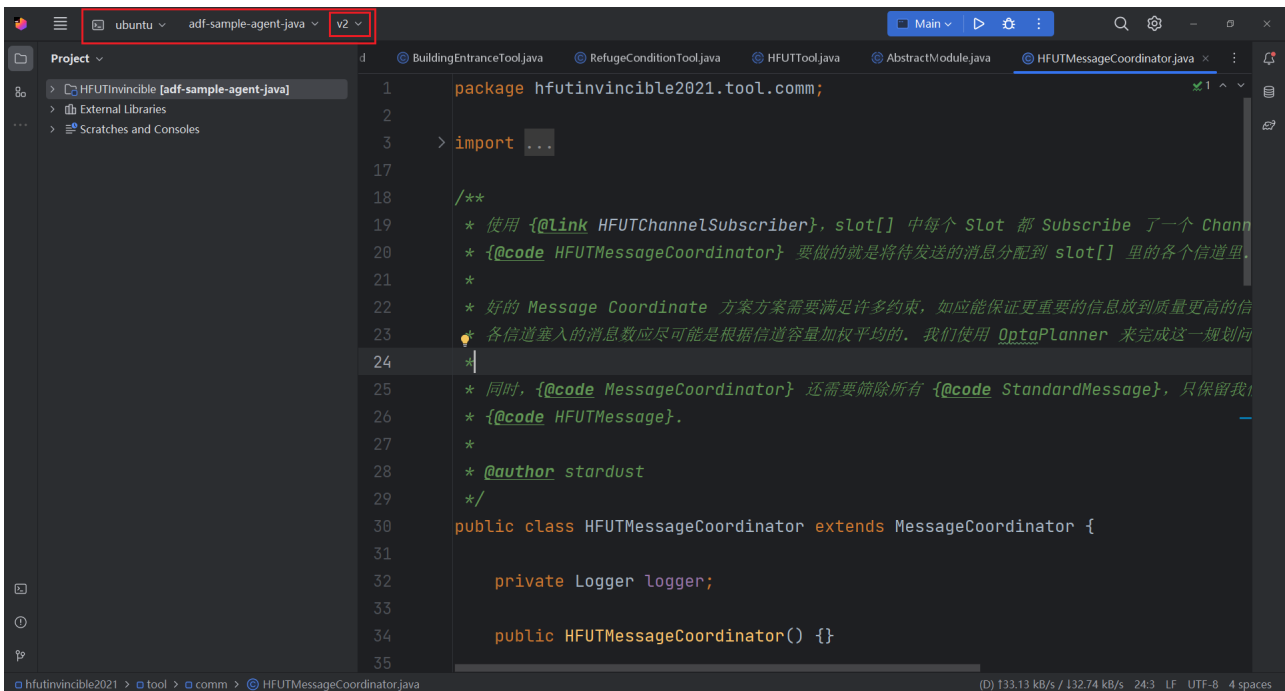 ubuntu adf-sample-agent-java v2 Main
Project
d BuildingEntranceTool.java RefugeConditionTool.java HFUTTool.java AbstractModule.java HFUTMessageCoordinator.java
HFUTInvincible [adf-sample-agent-java]
External Libraries
Scratches and Consoles
1 package hfutinvincible2021.tool.comm; 1
2
3 import ...
17
18 /**
19 * 使用 {@link HFUTChannelSubscriber}，slot[] 中每个 Slot 都 Subscribe 了一个 Chann
20 * {@code HFUTMessageCoordinator} 要做的就是将待发送的消息分配到 slot[] 里的各个信道里.
21 *
22 * 好的 Message Coordinate 方案方案需要满足许多约束，如应能保证更重要的信息放到质量更高的信
23 * 各信道塞入的消息数应尽可能是根据信道容量加权平均的. 我们使用 OptaPlanner 来完成这一规划问
24 *
25 * 同时，{@code MessageCoordinator} 还需要筛除所有 {@code StandardMessage}，只保留我们
26 * {@code HFUTMessage}.
27 *
28 * @author stardust
29 */
30 public class HFUTMessageCoordinator extends MessageCoordinator {
31
32 private Logger logger;
33
34 public HFUTMessageCoordinator() {}
35
hfutinvincible2021 > tool > comm > HFUTMessageCoordinator.java (D) ↑33.13 kB/s / ↓32.74 kB/s 24:3 LF UTF-8 4 spaces